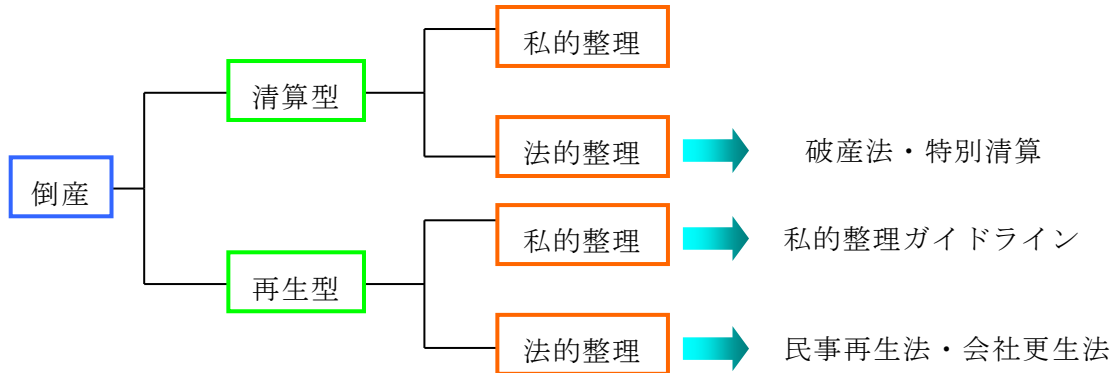 私的整理
清算型
法的整理
破産法・特別清算
倒産
私的整理
私的整理ガイドライン
再生型
法的整理
民事再生法・会社更生法